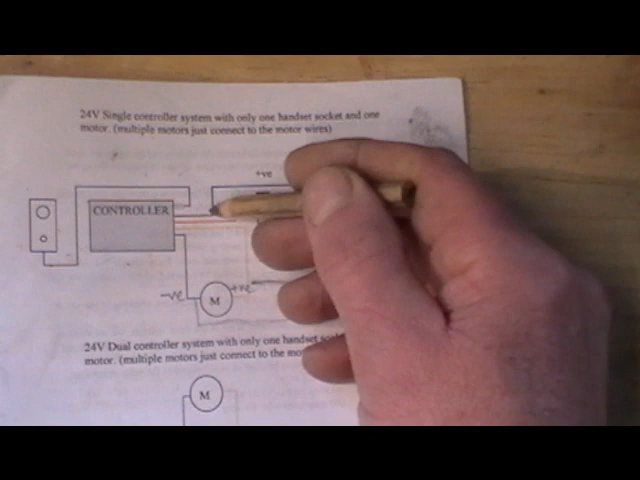 24V Single controller system with only one handset socket and one
motor. (multiple motors just connect to the motor wires)
+ve
CONTROLLER
-ve
M
+ve
24V Dual controller system with only one handset
motor. (multiple motors just connect to the
M